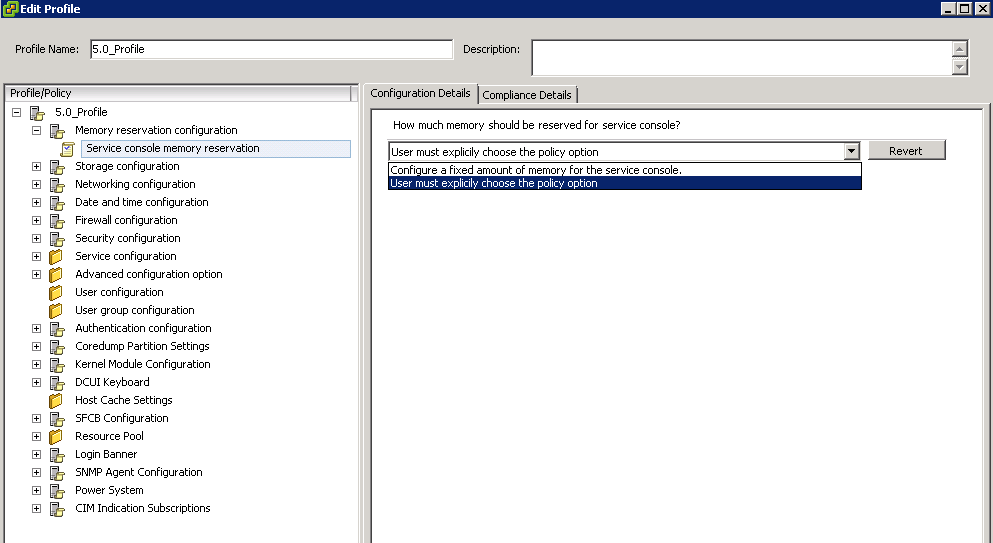 Edit Profile
Profile Name: 5.0_Profile Description:
Profile/Policy
5.0_Profile
Memory reservation configuration
Service console memory reservation
Storage configuration
Networking configuration
Date and time configuration
Firewall configuration
Security configuration
Service configuration
Advanced configuration option
User configuration
User group configuration
Authentication configuration
Coredump Partition Settings
Kernel Module Configuration
DCUI Keyboard
Host Cache Settings
SFCB Configuration
Resource Pool
Login Banner
SNMP Agent Configuration
Power System
CIM Indication Subscriptions
Configuration Details Compliance Details
How much memory should be reserved for service console?
User must explicily choose the policy option Revert
Configure a fixed amount of memory for the service console.
User must explicily choose the policy option